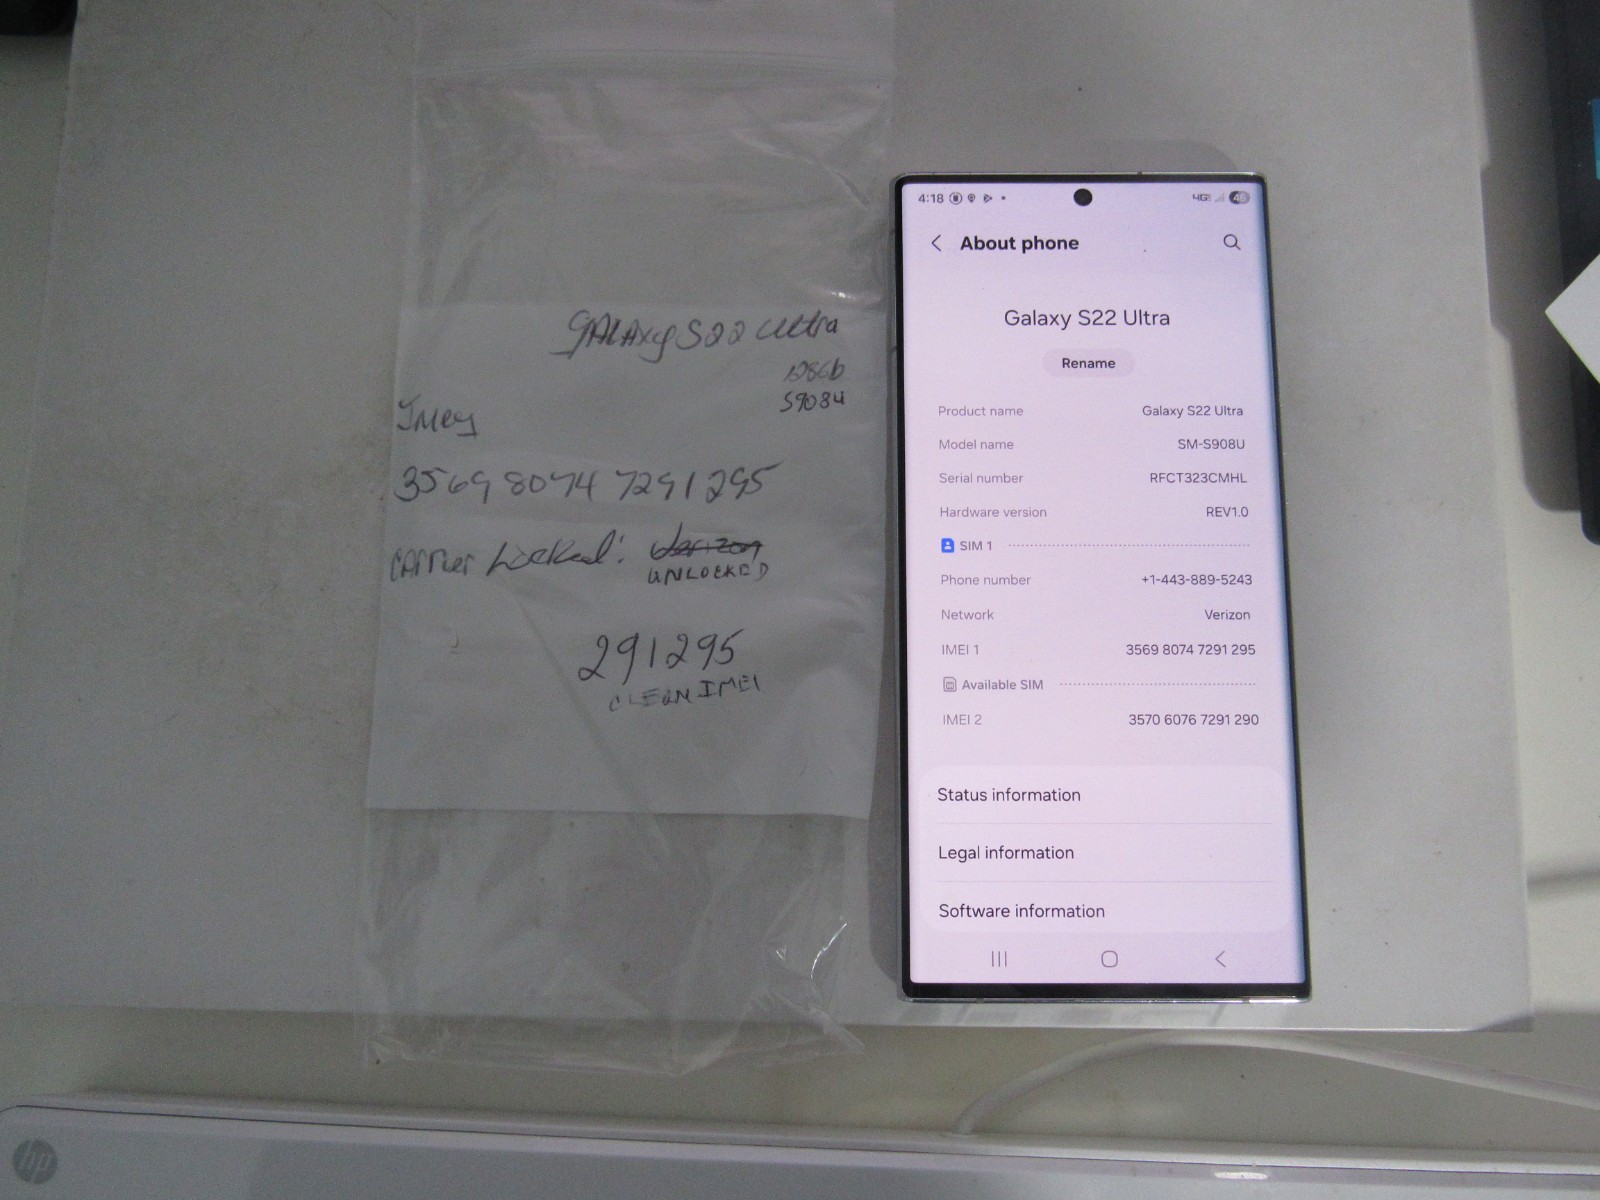 GALAxy S22 ultra
128Gb
S908U
Imey
3569 8074 7291295
CArrier Locked: Verizon
UNLOCKED
291295
CLEAN IMEI
4:18
4G 46
About phone
Galaxy S22 Ultra
Rename
Product name Galaxy S22 Ultra
Model name SM-S908U
Serial number RFCT323CMHL
Hardware version REV1.0
SIM 1
Phone number +1-443-889-5243
Network Verizon
IMEI 1 3569 8074 7291 295
Available SIM
IMEI 2 3570 6076 7291 290
Status information
Legal information
Software information
hp